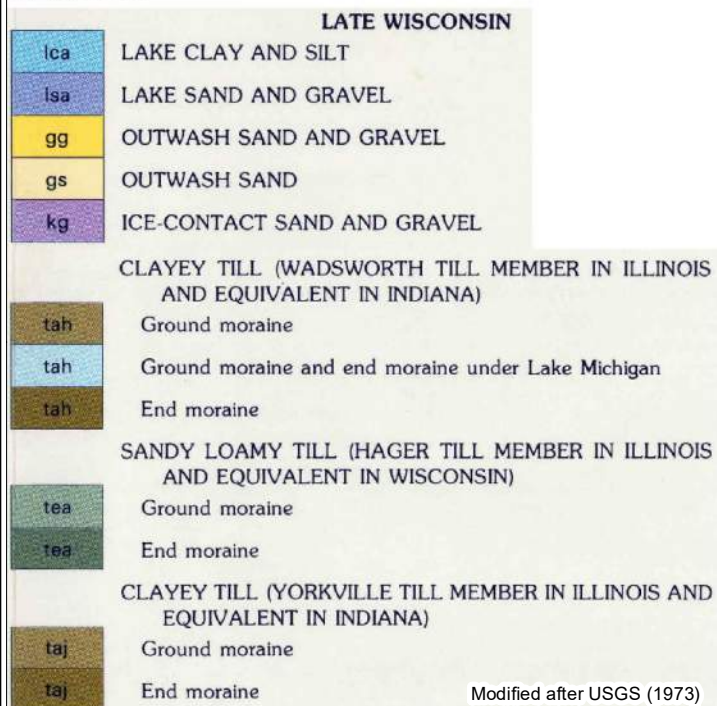 LATE WISCONSIN
lca LAKE CLAY AND SILT
lsa LAKE SAND AND GRAVEL
gg OUTWASH SAND AND GRAVEL
gs OUTWASH SAND
kg ICE-CONTACT SAND AND GRAVEL
CLAYEY TILL (WADSWORTH TILL MEMBER IN ILLINOIS
AND EQUIVALENT IN INDIANA)
tah Ground moraine
tah Ground moraine and end moraine under Lake Michigan
tah End moraine
SANDY LOAMY TILL (HAGER TILL MEMBER IN ILLINOIS
AND EQUIVALENT IN WISCONSIN)
tea Ground moraine
tea End moraine
CLAYEY TILL (YORKVILLE TILL MEMBER IN ILLINOIS AND
EQUIVALENT IN INDIANA)
taj Ground moraine
taj End moraine
Modified after USGS (1973)